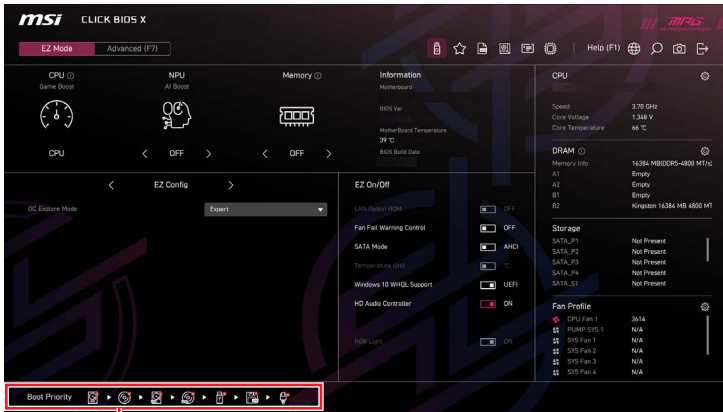 msi CLICK BIOS X
MPG
EZ Mode Advanced (F7) Help (F1)
CPU NPU Memory
Game Boost AI Boost
CPU < OFF > < OFF >
Information
Motherboard
BIOS Ver
MotherBoard Temperature
39 °C
BIOS Build Date
< EZ Config >
OC Explore Mode Expert
EZ On/Off
LAN Option ROM OFF
Fan Fail Warning Control OFF
SATA Mode AHCI
Temperature Unit °C
Windows 10 WHQL Support UEFI
HD Audio Controller ON
RGB Light ON
CPU
Speed 3.70 GHz
Core Voltage 1.348 V
Core Temperature 66 °C
DRAM
Memory Info 16384 MB(DDR5-4800 MT/s)
A1 Empty
A2 Empty
B1 Empty
B2 Kingston 16384 MB 4800 MT
Storage
SATA_P1 Not Present
SATA_P2 Not Present
SATA_P3 Not Present
SATA_P4 Not Present
SATA_S1 Not Present
Fan Profile
CPU Fan 1 3614
PUMP SYS 1 N/A
SYS Fan 1 N/A
SYS Fan 2 N/A
SYS Fan 3 N/A
SYS Fan 4 N/A
Boot Priority